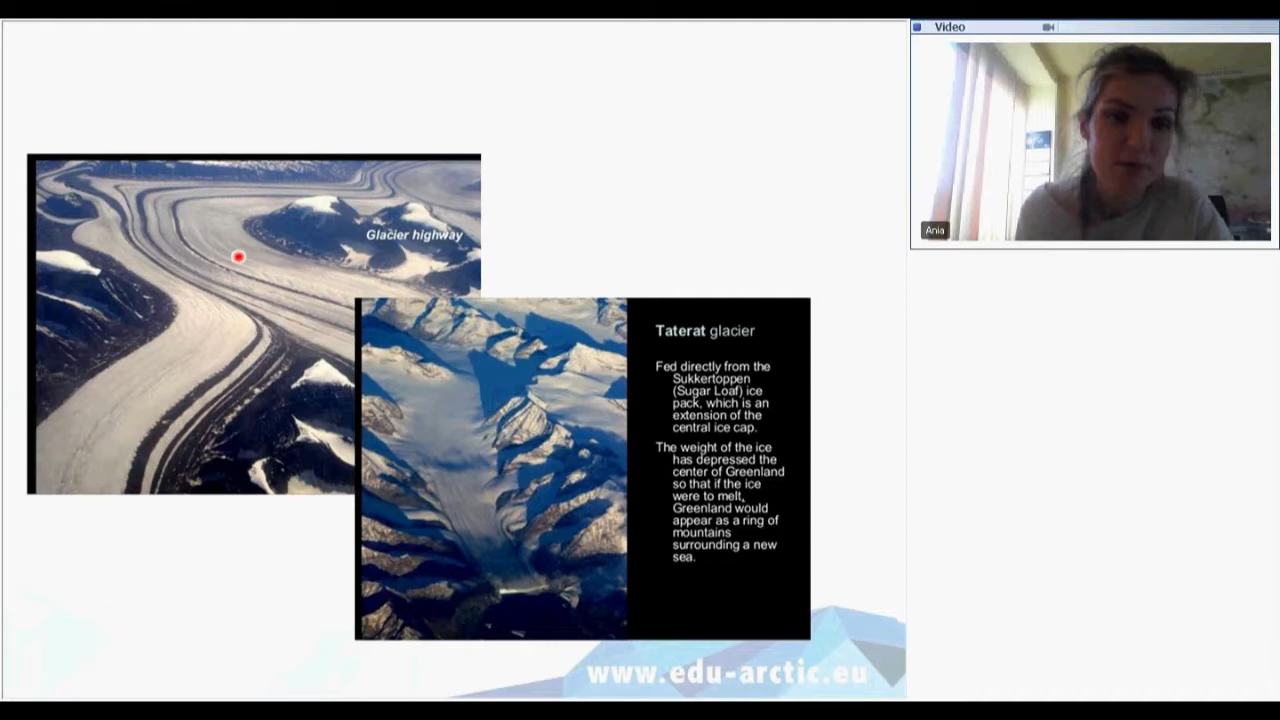 Video
Ania
Glacier highway
Taterat glacier
Fed directly from the
Sukkertoppen
(Sugar Loaf) ice
pack, which is an
extension of the
central ice cap.
The weight of the ice
has depressed the
center of Greenland
so that if the ice
were to melt,
Greenland would
appear as a ring of
mountains
surrounding a new
sea.
www.edu-arctic.eu